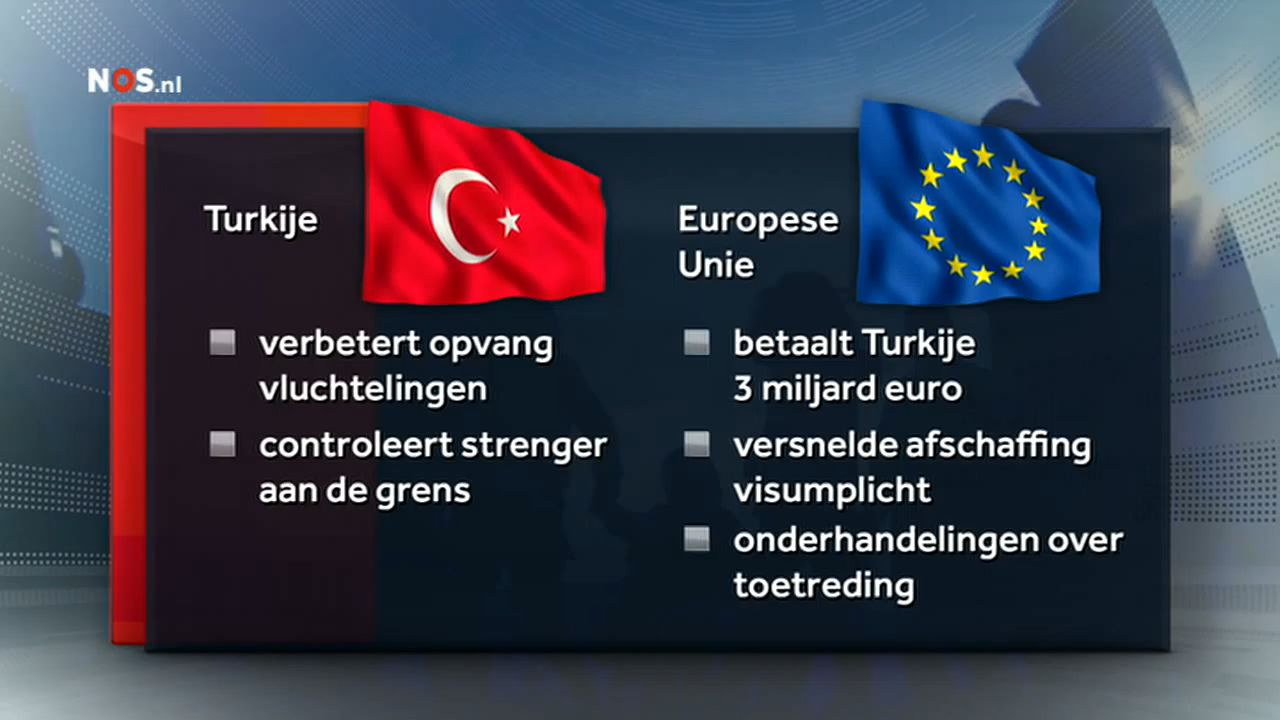 NOS.nl
Turkije
verbetert opvang
vluchtelingen
controleert strenger
aan de grens
Europese
Unie
betaalt Turkije
3 miljard euro
versnelde afschaffing
visumplicht
onderhandelingen over
toetreding